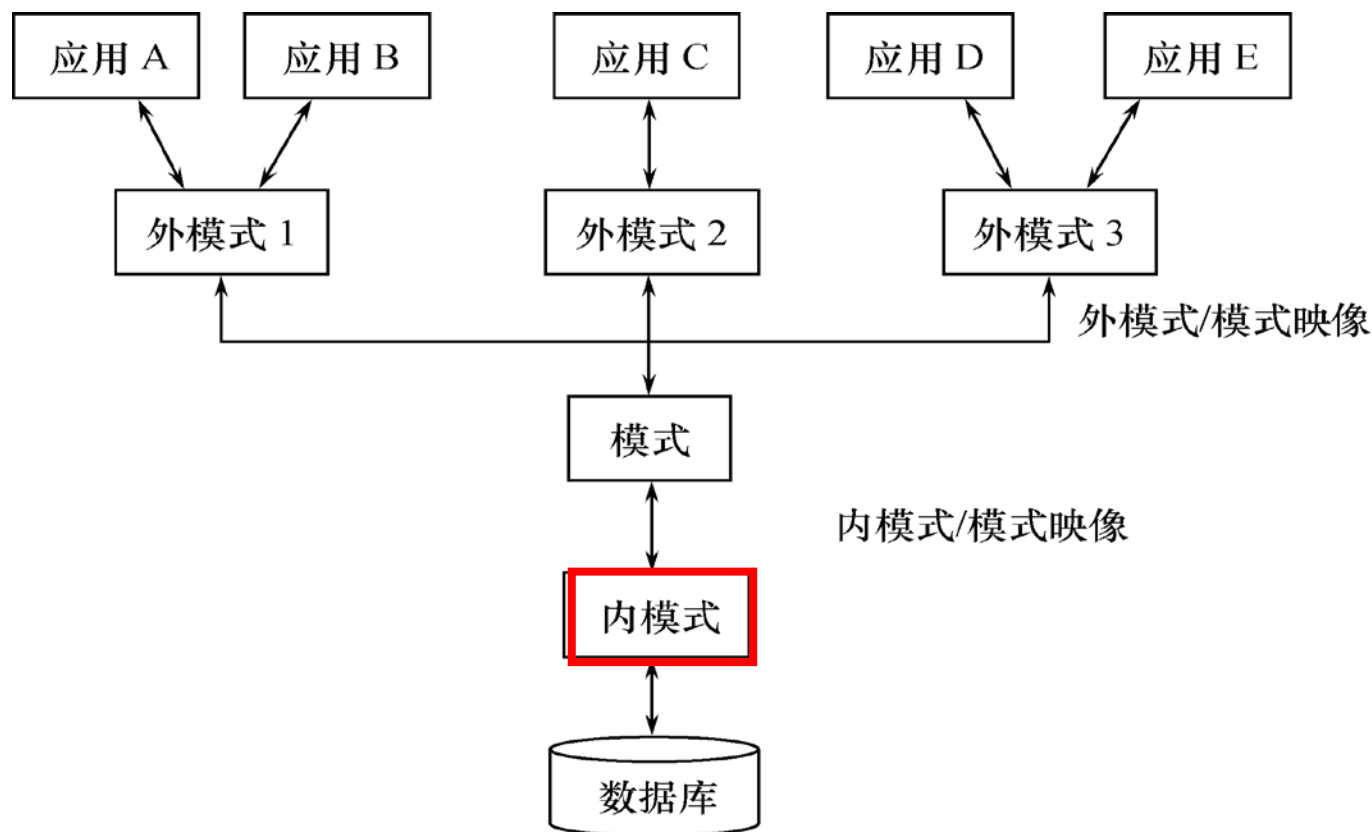 应用 A
应用 B
应用 C
应用 D
应用 E
外模式 1
外模式 2
外模式 3
外模式/模式映像
模式
内模式/模式映像
内模式
数据库